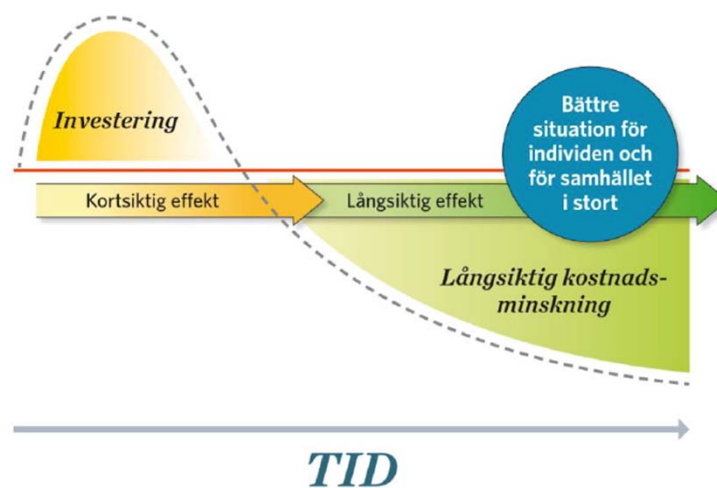 Investering
Bättre
situation för
individen och
för samhället
i stort
Kortsiktig effekt
Långsiktig effekt
Långsiktig kostnads-
minskning
TID